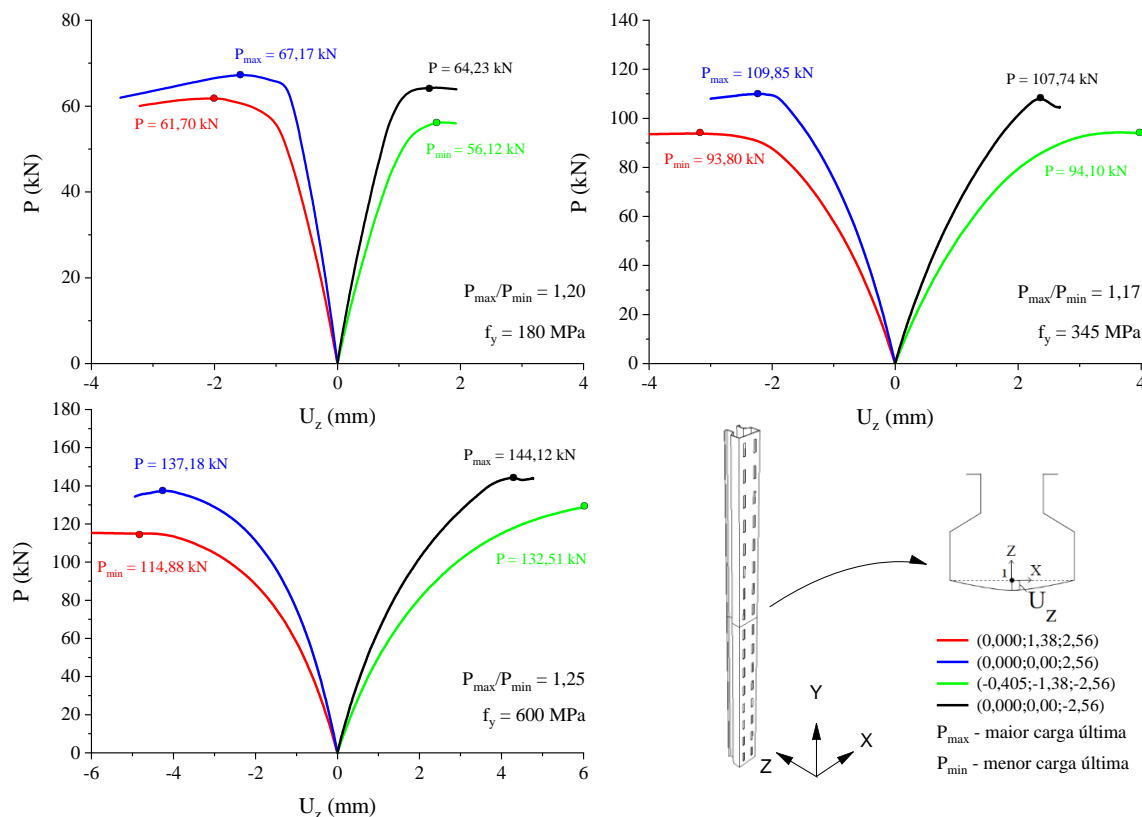 80
60
40
20
0
P (kN)
-4
-2
0
2
4
U_z (mm)
P_max = 67,17 kN
P = 61,70 kN
P = 64,23 kN
P_min = 56,12 kN
P_max/P_min = 1,20
f_y = 180 MPa
140
120
100
80
60
40
20
0
P (kN)
-4
-2
0
2
4
U_z (mm)
P_max = 109,85 kN
P_min = 93,80 kN
P = 107,74 kN
P = 94,10 kN
P_max/P_min = 1,17
f_y = 345 MPa
180
160
140
120
100
80
60
40
20
0
P (kN)
-6
-4
-2
0
2
4
6
U_z (mm)
P = 137,18 kN
P_min = 114,88 kN
P_max = 144,12 kN
P = 132,51 kN
P_max/P_min = 1,25
f_y = 600 MPa
Y
X
Z
Z
1
X
U_z
(0,000;1,38;2,56)
(0,000;0,00;2,56)
(-0,405;-1,38;-2,56)
(0,000;0,00;-2,56)
P_max - maior carga última
P_min - menor carga última